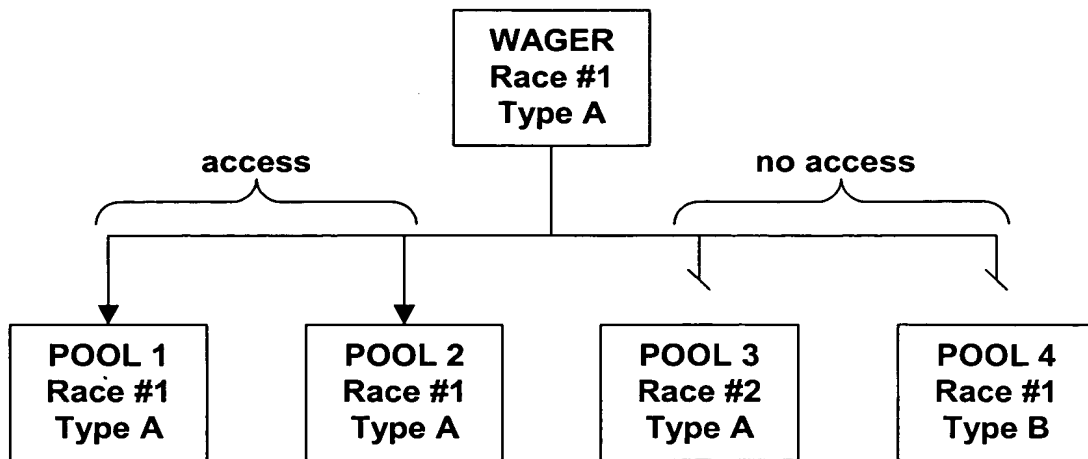 WAGER
Race #1
Type A
access
no access
POOL 1
Race #1
Type A
POOL 2
Race #1
Type A
POOL 3
Race #2
Type A
POOL 4
Race #1
Type B